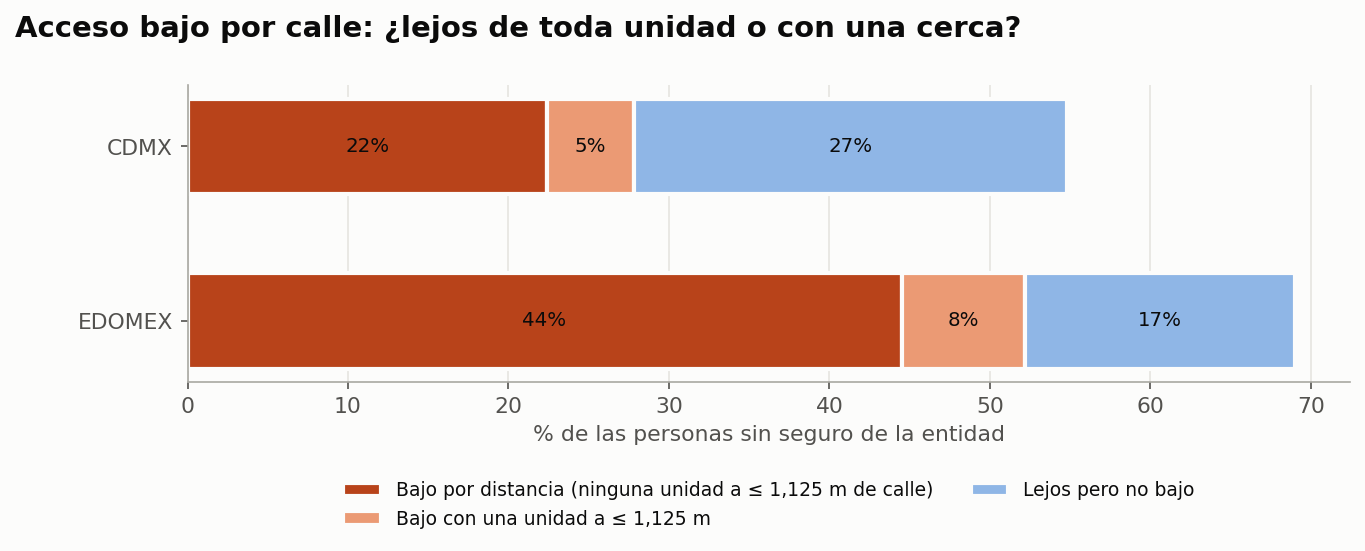 Acceso bajo por calle: ¿lejos de toda unidad o con una cerca?
CDMX
22%
5%
27%
EDOMEX
44%
8%
17%
0 10 20 30 40 50 60 70
% de las personas sin seguro de la entidad
Bajo por distancia (ninguna unidad a ≤ 1,125 m de calle)
Bajo con una unidad a ≤ 1,125 m
Lejos pero no bajo